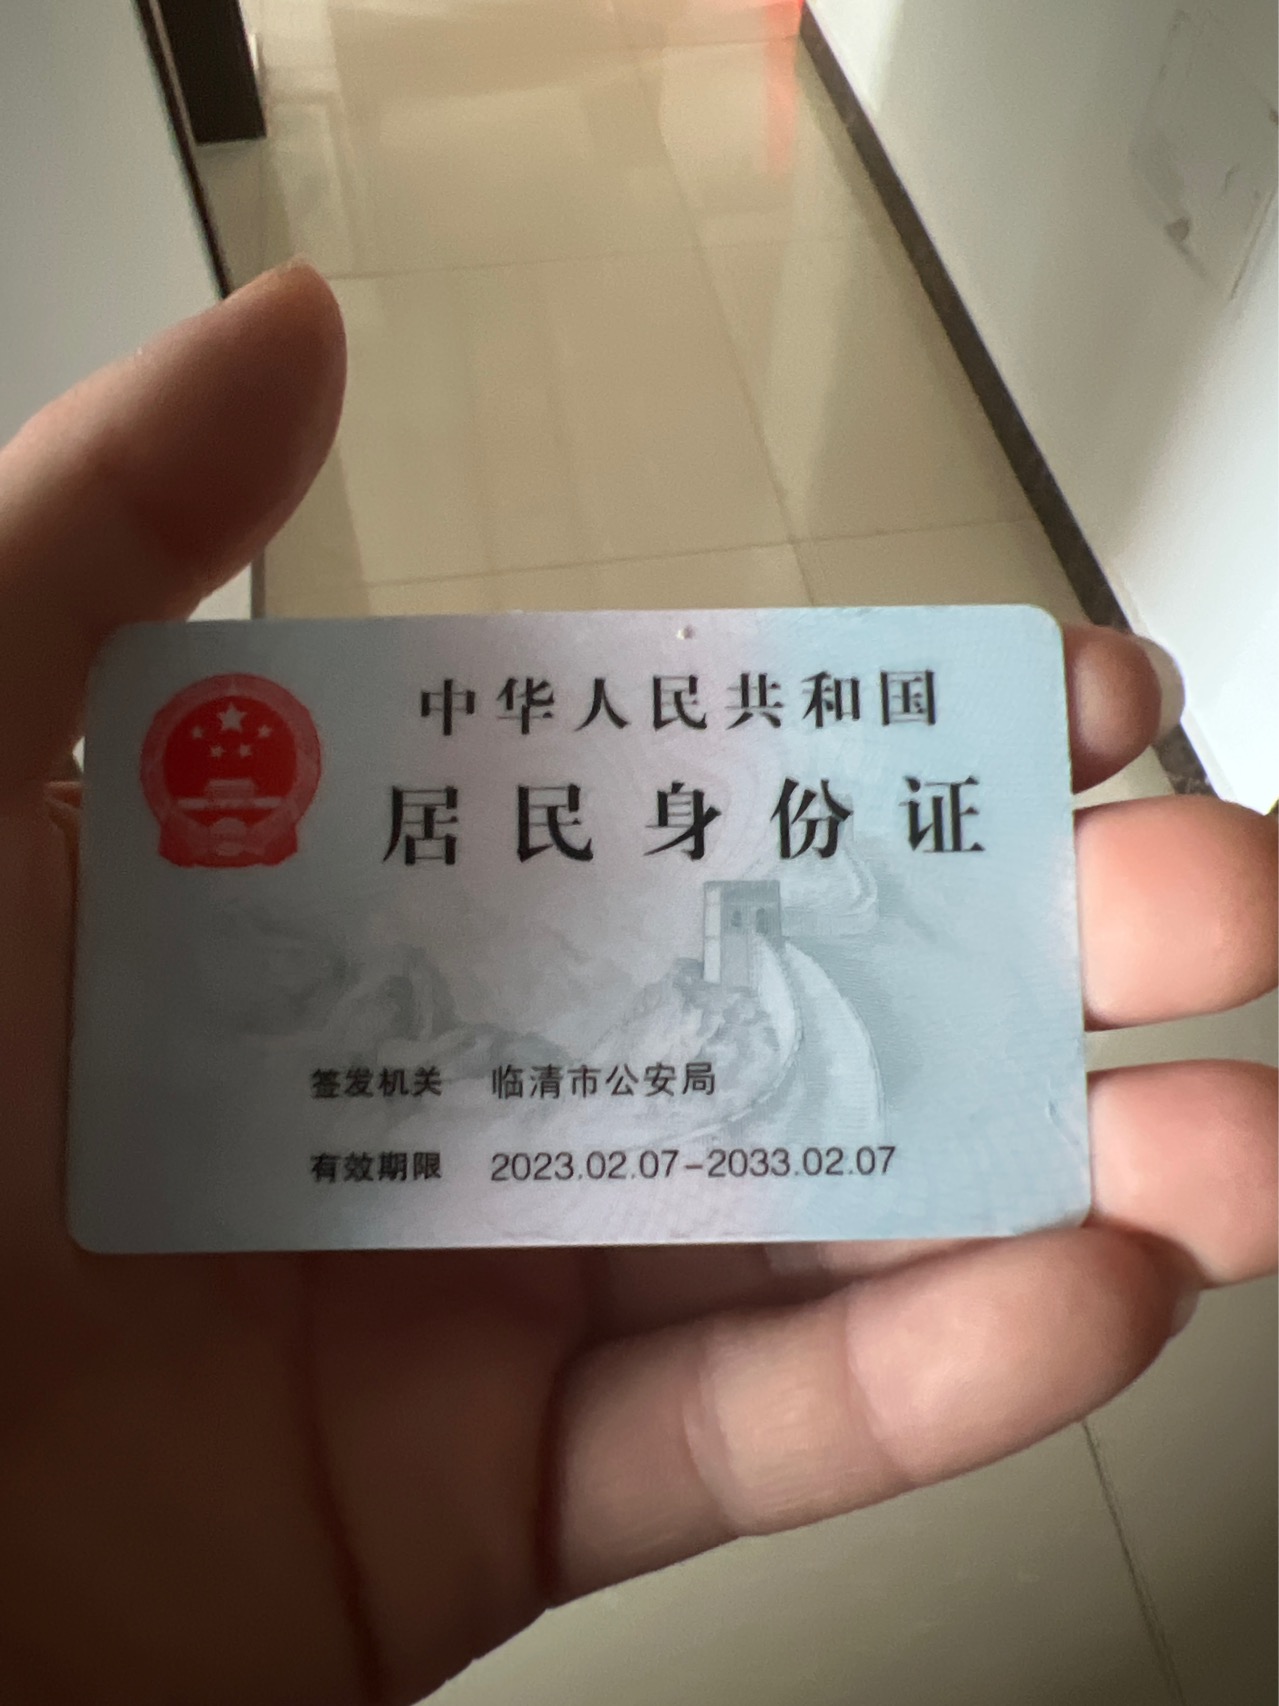 中华人民共和国
居民身份证
签发机关 临清市公安局
有效期限 2023.02.07-2033.02.07